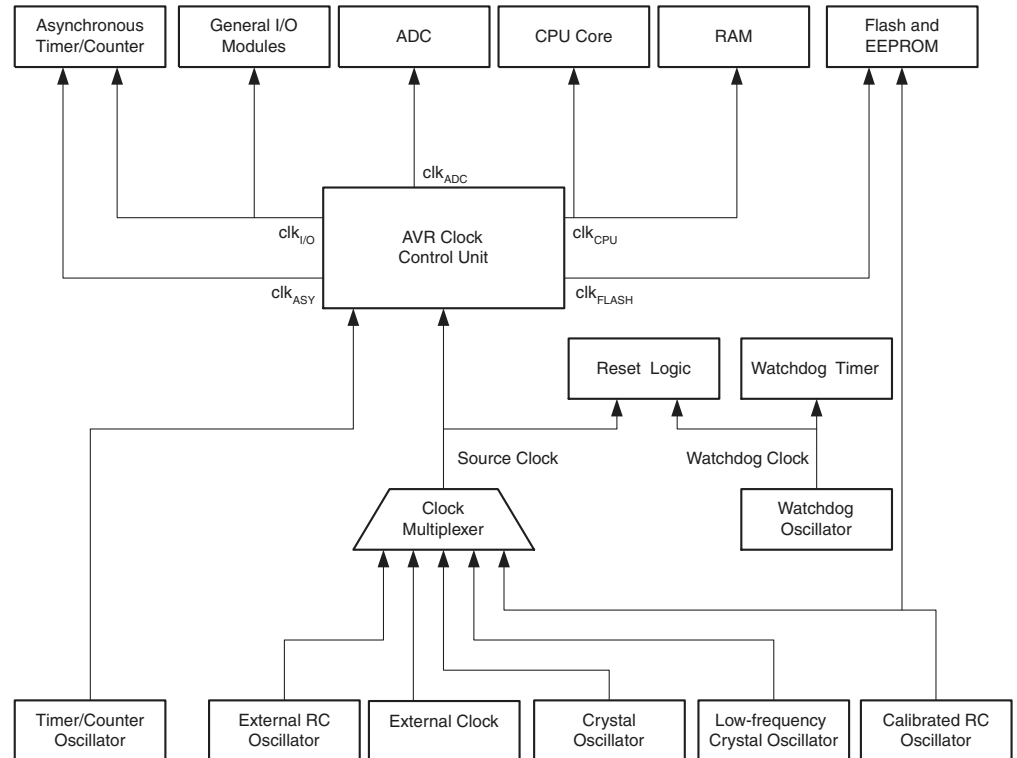 Asynchronous
Timer/Counter
General I/O
Modules
ADC
CPU Core
RAM
Flash and
EEPROM
clkADC
clkI/O
AVR Clock
Control Unit
clkCPU
clkASY
clkFLASH
Reset Logic
Watchdog Timer
Source Clock
Watchdog Clock
Clock
Multiplexer
Watchdog
Oscillator
Timer/Counter
Oscillator
External RC
Oscillator
External Clock
Crystal
Oscillator
Low-frequency
Crystal Oscillator
Calibrated RC
Oscillator